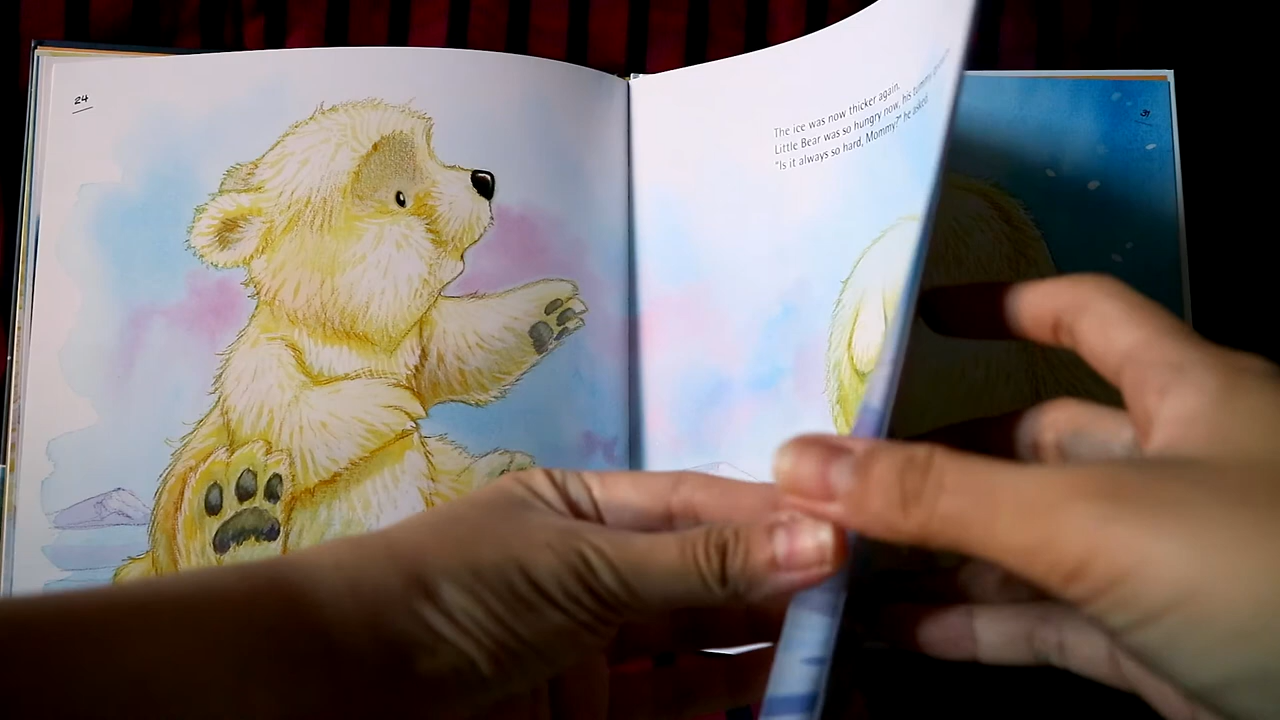 24
The ice was now thicker again.
Little Bear was so hungry now, his tummy
"Is it always so hard, Mommy?" he asked.